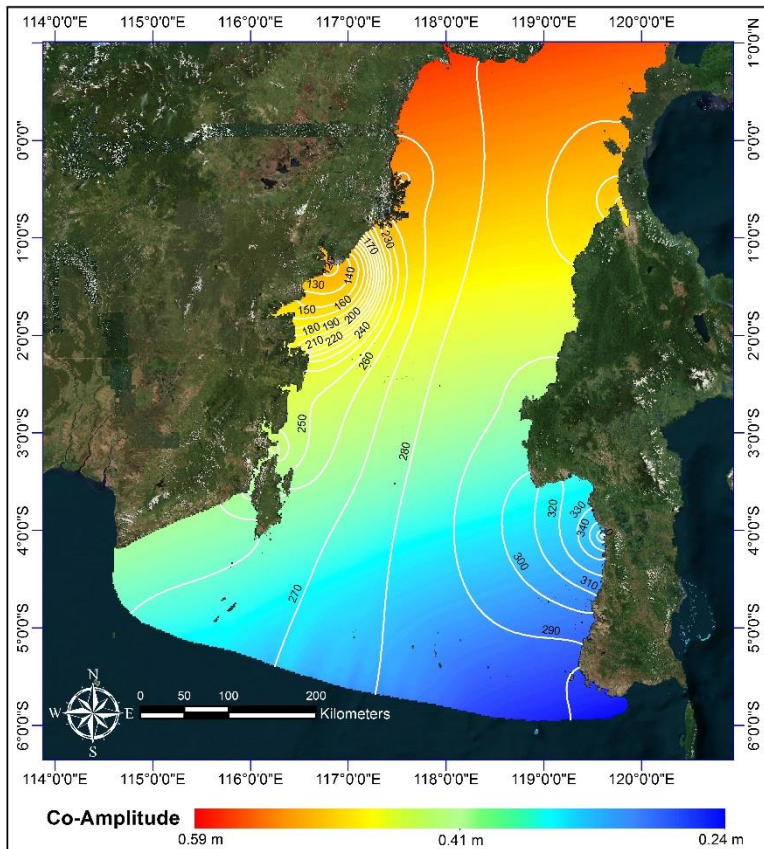 114°0'0"E 115°0'0"E 116°0'0"E 117°0'0"E 118°0'0"E 119°0'0"E 120°0'0"E
1°0'0"N
0°0'0"
1°0'0"S
2°0'0"S
3°0'0"S
4°0'0"S
5°0'0"S
6°0'0"S
1°0'0"N
0°0'0"
1°0'0"S
2°0'0"S
3°0'0"S
4°0'0"S
5°0'0"S
6°0'0"S
230
170
130 140
150 160
180 190 200
210 220 240
260
250
280
320 330
340
300
310
270
290
N
W E
S
0 50 100 200
Kilometers
114°0'0"E 115°0'0"E 116°0'0"E 117°0'0"E 118°0'0"E 119°0'0"E 120°0'0"E
Co-Amplitude
0.59 m 0.41 m 0.24 m